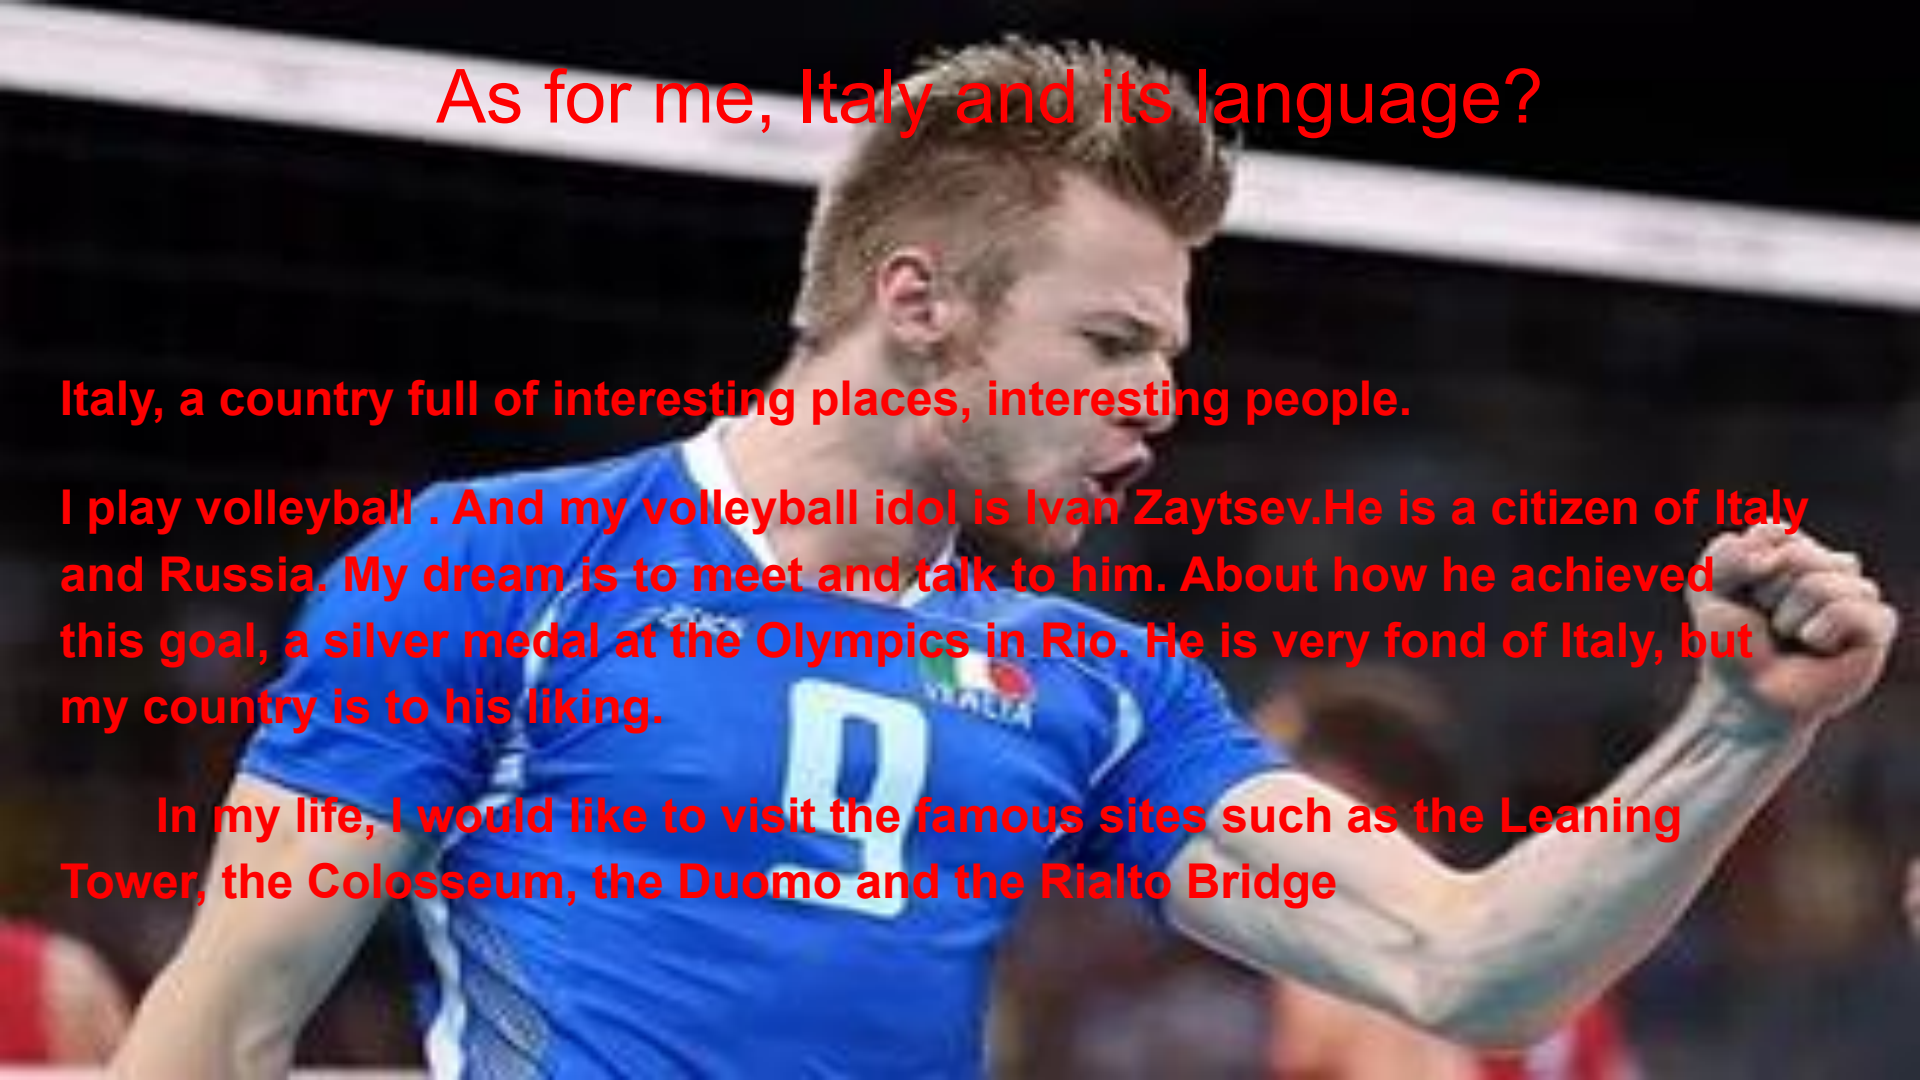 As for me, Italy and its language?
Italy, a country full of interesting places, interesting people.
I play volleyball . And my volleyball idol is Ivan Zaytsev.He is a citizen of Italy
and Russia. My dream is to meet and talk to him. About how he achieved
this goal, a silver medal at the Olympics in Rio. He is very fond of Italy, but
my country is to his liking.
ITALIA
9
In my life, I would like to visit the famous sites such as the Leaning
Tower, the Colosseum, the Duomo and the Rialto Bridge